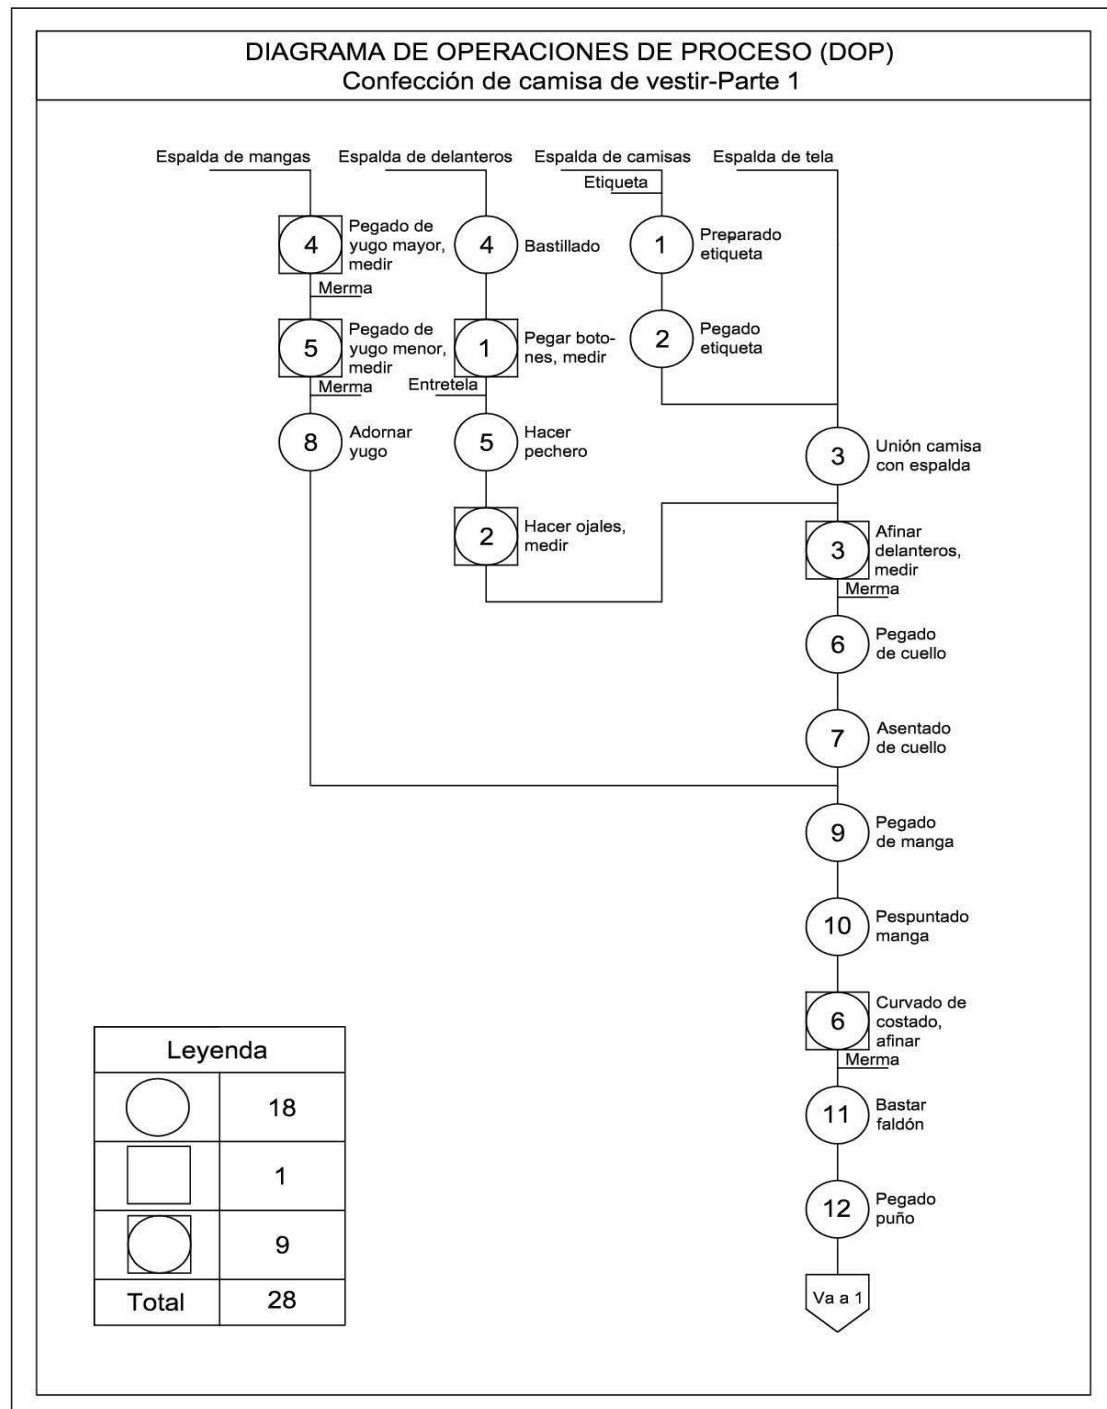 DIAGRAMA DE OPERACIONES DE PROCESO (DOP)
Confección de camisa de vestir-Parte 1
Espalda de mangas
Espalda de delanteros
Espalda de camisas
Espalda de tela
Etiqueta
4
Pegado de
yugo mayor,
medir
Merma
5
Pegado de
yugo menor,
medir
Merma
8
Adornar
yugo
4
Bastillado
1
Pegar boto-
nes, medir
Entretela
5
Hacer
pechero
2
Hacer ojales,
medir
1
Preparado
etiqueta
2
Pegado
etiqueta
3
Unión camisa
con espalda
3
Afinar
delanteros,
medir
Merma
6
Pegado
de cuello
7
Asentado
de cuello
9
Pegado
de manga
10
Pespuntado
manga
6
Curvado de
costado,
afinar
Merma
11
Bastar
faldón
12
Pegado
puño
Va a 1
Leyenda
18
1
9
Total 28